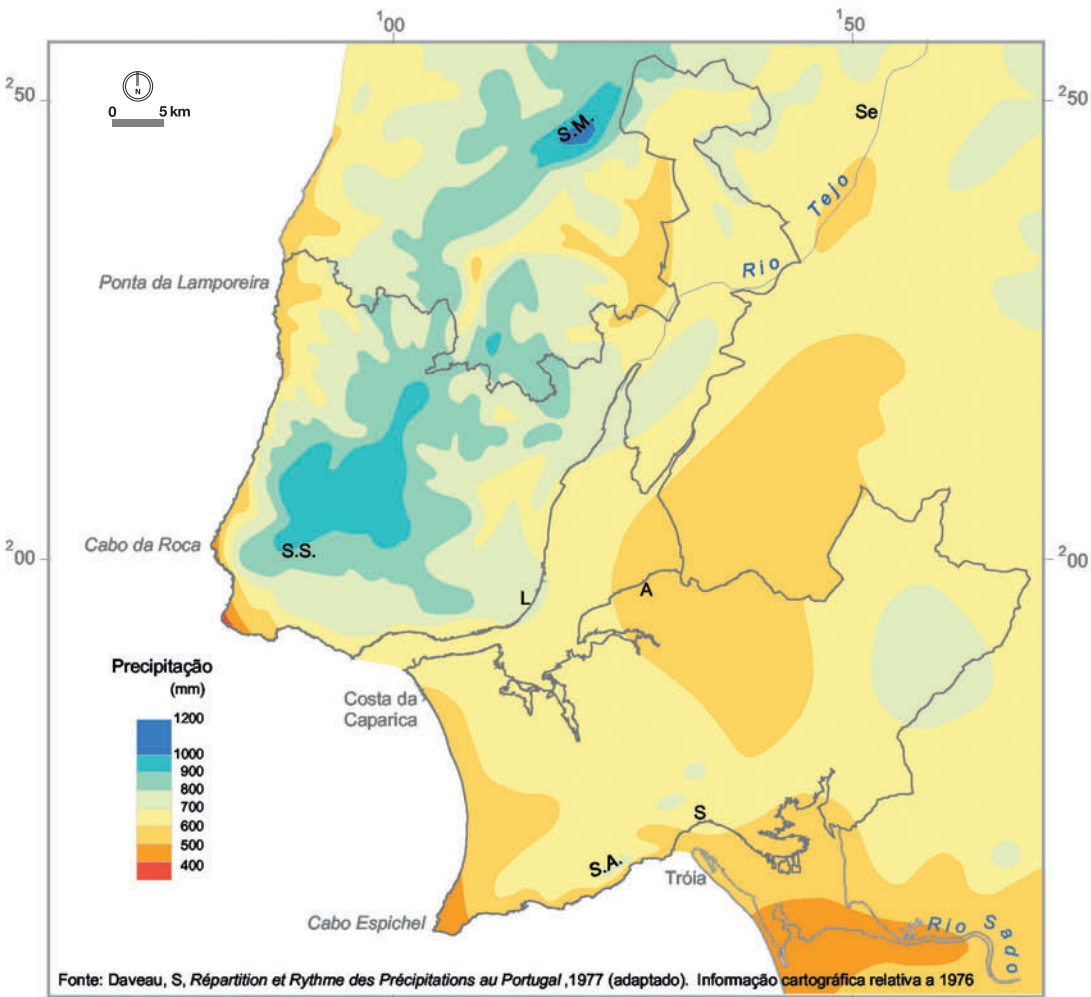 ¹00
¹50
²50
N
0 5 km
S.M.
Se
²50
Rio Tejo
Ponta da Lamporeira
Cabo da Roca
²00
S.S.
²00
L
A
Precipitação
(mm)
1200
1000
900
800
700
600
500
400
Costa da
Caparica
S
S.A.
Tróia
Cabo Espichel
Rio Sado
Fonte: Daveau, S, Répartition et Rythme des Précipitations au Portugal,1977 (adaptado). Informação cartográfica relativa a 1976